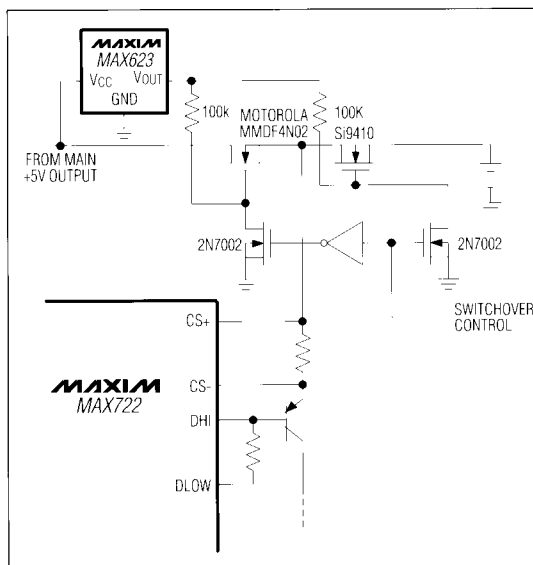 MAXIM
MAX623
VCC VOUT
GND
100k
MOTOROLA
MMDF4N02
100K
Si9410
FROM MAIN
+5V OUTPUT
2N7002
2N7002
SWITCHOVER
CONTROL
CS+
MAXIM
MAX722
CS-
DHI
DLOW